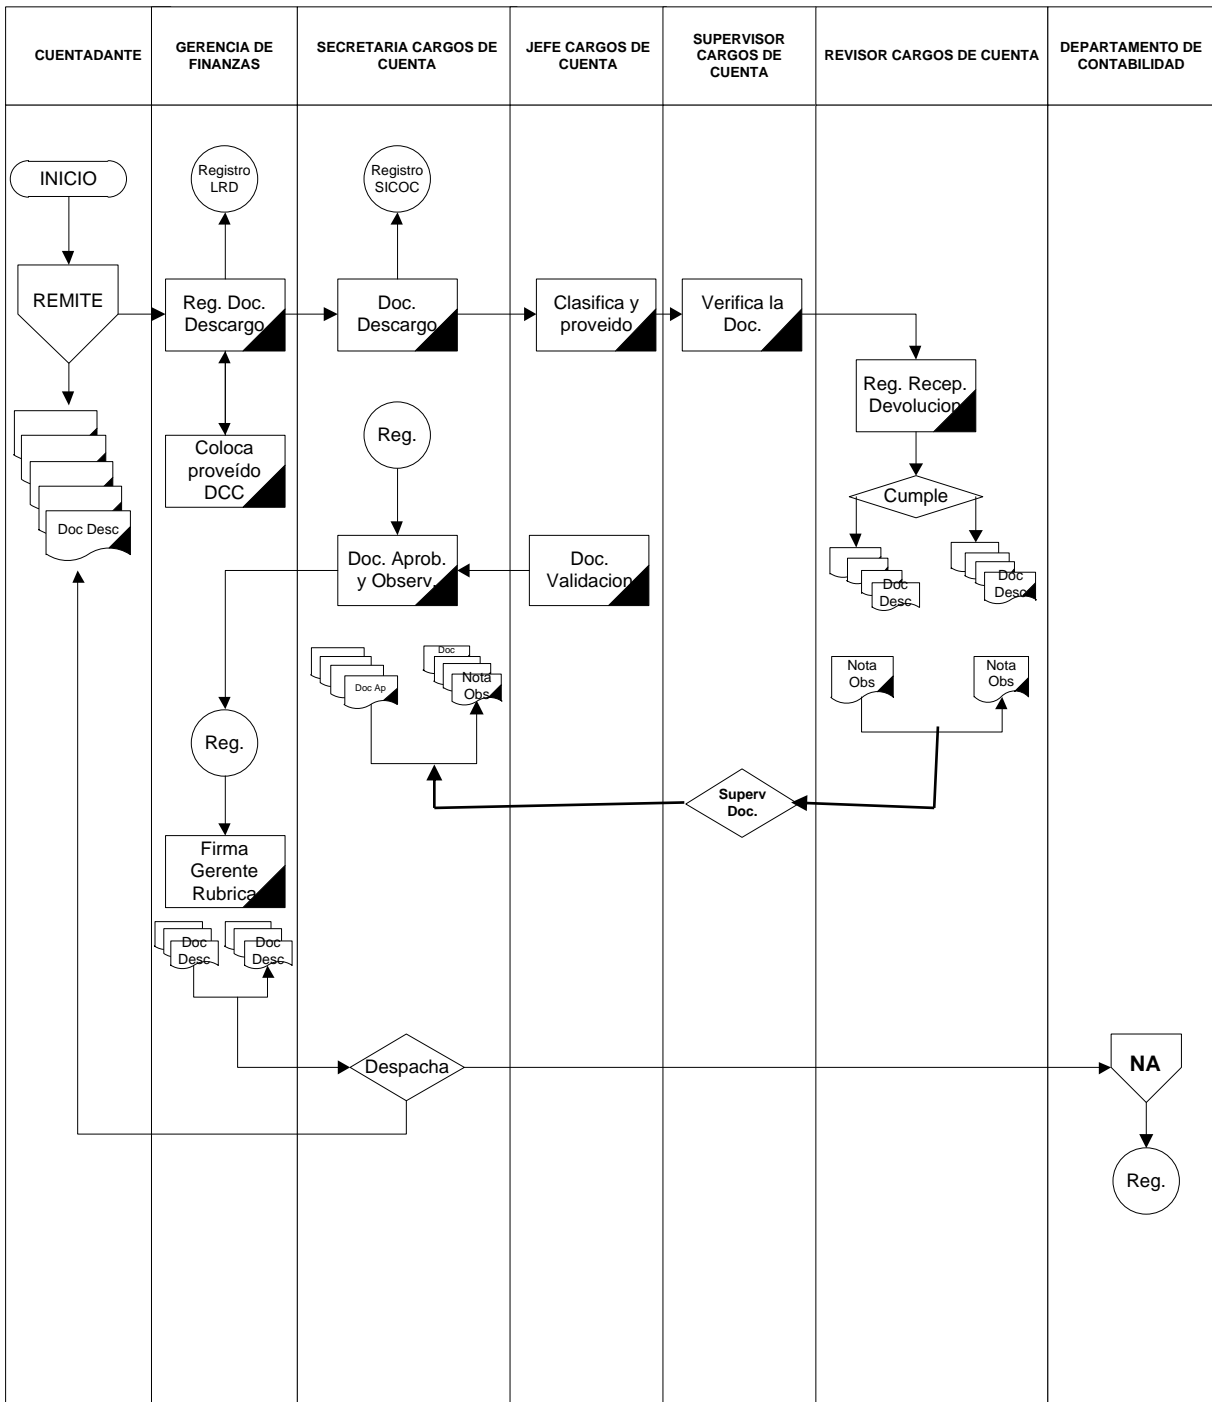 CUENTADANTE
GERENCIA DE
FINANZAS
SECRETARIA CARGOS DE
CUENTA
JEFE CARGOS DE
CUENTA
SUPERVISOR
CARGOS DE
CUENTA
REVISOR CARGOS DE CUENTA
DEPARTAMENTO DE
CONTABILIDAD
INICIO
Registro
LRD
Registro
SICOC
REMITE
Reg. Doc.
Descargo
Doc.
Descargo
Clasifica y
proveido
Verifica la
Doc.
Reg. Recep.
Devolucion
Coloca
proveído
DCC
Reg.
Cumple
Doc Desc
Doc. Aprob.
y Observ.
Doc.
Validacion
Doc
Desc
Doc
Desc
Doc Ap
Doc
Nota
Obs
Nota
Obs
Nota
Obs
Reg.
Superv
Doc.
Firma
Gerente
Rubrica
Doc
Desc
Doc
Desc
Despacha
NA
Reg.